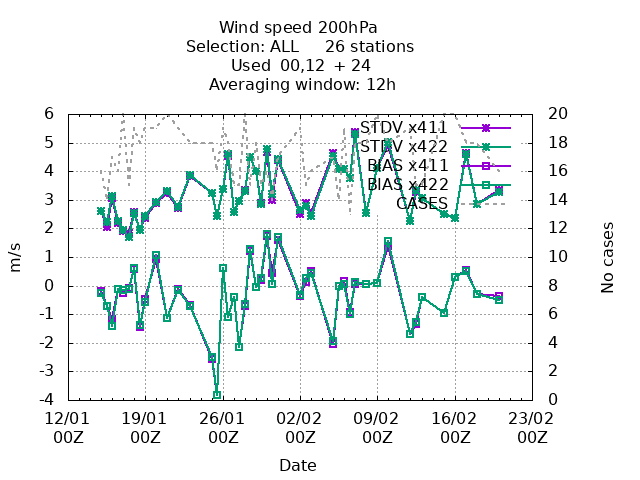 Wind speed 200hPa
Selection: ALL 26 stations
Used 00,12 + 24
Averaging window: 12h
6
5
4
3
2
1
0
-1
-2
-3
-4
m/s
20
18
16
14
12
10
8
6
4
2
0
No cases
STDV x411
STDV x422
BIAS x411
BIAS x422
CASES
12/01 19/01 26/01 02/02 09/02 16/02 23/02
00Z 00Z 00Z 00Z 00Z 00Z 00Z
Date